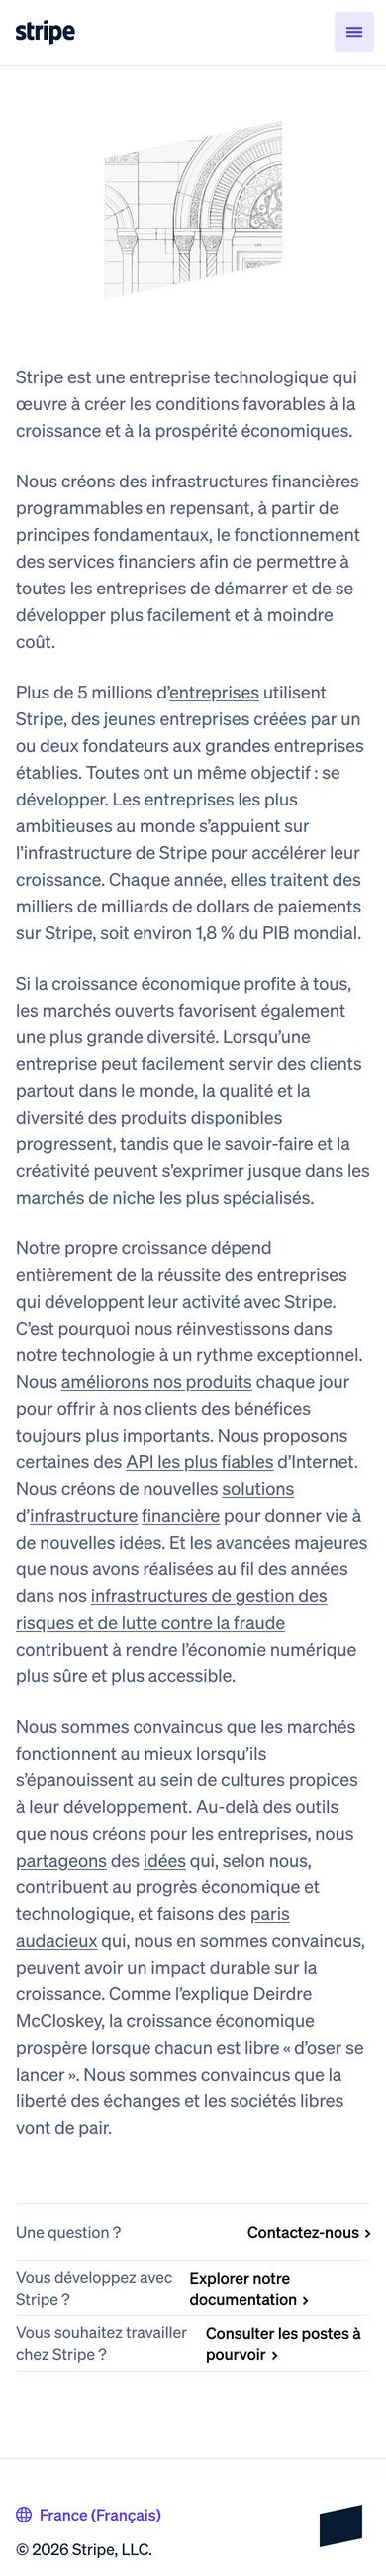 stripe
Stripe est une entreprise technologique qui
œuvre à créer les conditions favorables à la
croissance et à la prospérité économiques.
Nous créons des infrastructures financières
programmables en repensant, à partir de
principes fondamentaux, le fonctionnement
des services financiers afin de permettre à
toutes les entreprises de démarrer et de se
développer plus facilement et à moindre
coût.
Plus de 5 millions d’entreprises utilisent
Stripe, des jeunes entreprises créées par un
ou deux fondateurs aux grandes entreprises
établies. Toutes ont un même objectif : se
développer. Les entreprises les plus
ambitieuses au monde s’appuient sur
l’infrastructure de Stripe pour accélérer leur
croissance. Chaque année, elles traitent des
milliers de milliards de dollars de paiements
sur Stripe, soit environ 1,8 % du PIB mondial.
Si la croissance économique profite à tous,
les marchés ouverts favorisent également
une plus grande diversité. Lorsqu’une
entreprise peut facilement servir des clients
partout dans le monde, la qualité et la
diversité des produits disponibles
progressent, tandis que le savoir-faire et la
créativité peuvent s’exprimer jusque dans les
marchés de niche les plus spécialisés.
Notre propre croissance dépend
entièrement de la réussite des entreprises
qui développent leur activité avec Stripe.
C’est pourquoi nous réinvestissons dans
notre technologie à un rythme exceptionnel.
Nous améliorons nos produits chaque jour
pour offrir à nos clients des bénéfices
toujours plus importants. Nous proposons
certaines des API les plus fiables d’Internet.
Nous créons de nouvelles solutions
d’infrastructure financière pour donner vie à
de nouvelles idées. Et les avancées majeures
que nous avons réalisées au fil des années
dans nos infrastructures de gestion des
risques et de lutte contre la fraude
contribuent à rendre l’économie numérique
plus sûre et plus accessible.
Nous sommes convaincus que les marchés
fonctionnent au mieux lorsqu’ils
s’épanouissent au sein de cultures propices
à leur développement. Au-delà des outils
que nous créons pour les entreprises, nous
partageons des idées qui, selon nous,
contribuent au progrès économique et
technologique, et faisons des paris
audacieux qui, nous en sommes convaincus,
peuvent avoir un impact durable sur la
croissance. Comme l’explique Deirdre
McCloskey, la croissance économique
prospère lorsque chacun est libre « d’oser se
lancer ». Nous sommes convaincus que la
liberté des échanges et les sociétés libres
vont de pair.
Une question ? Contactez-nous
Vous développez avec
Stripe ?
Explorer notre
documentation
Vous souhaitez travailler
chez Stripe ?
Consulter les postes à
pourvoir
France (Français)
© 2026 Stripe, LLC.